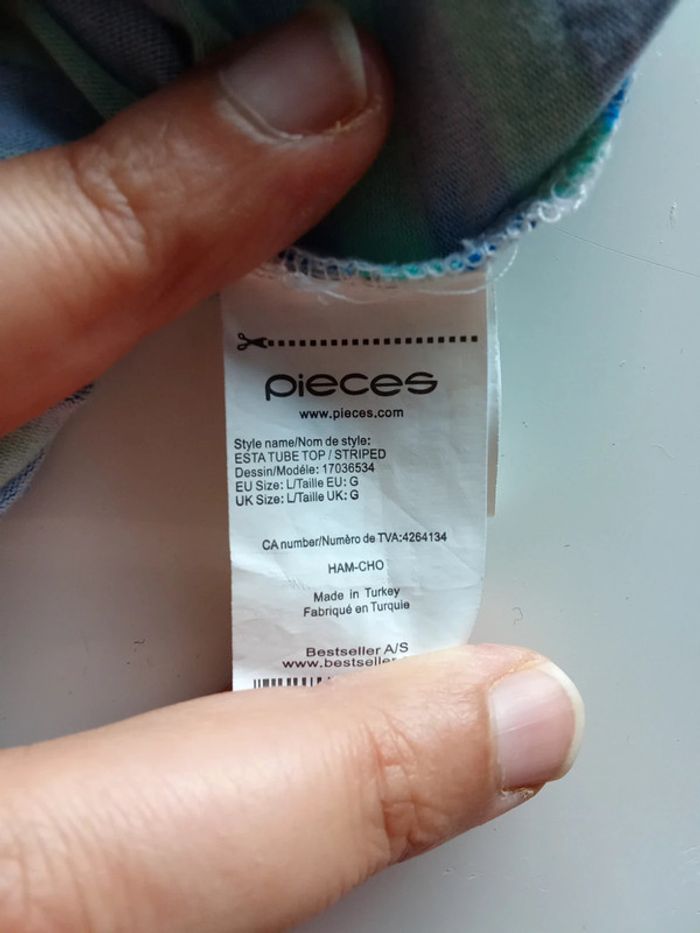 pieces
www.pieces.com
Style name/Nom de style:
ESTA TUBE TOP / STRIPED
Dessin/Modéle: 17036534
EU Size: L/Taille EU: G
UK Size: L/Taille UK: G
CA number/Numèro de TVA:4264134
HAM-CHO
Made in Turkey
Fabriqué en Turquie
Bestseller A/S
www.bestseller